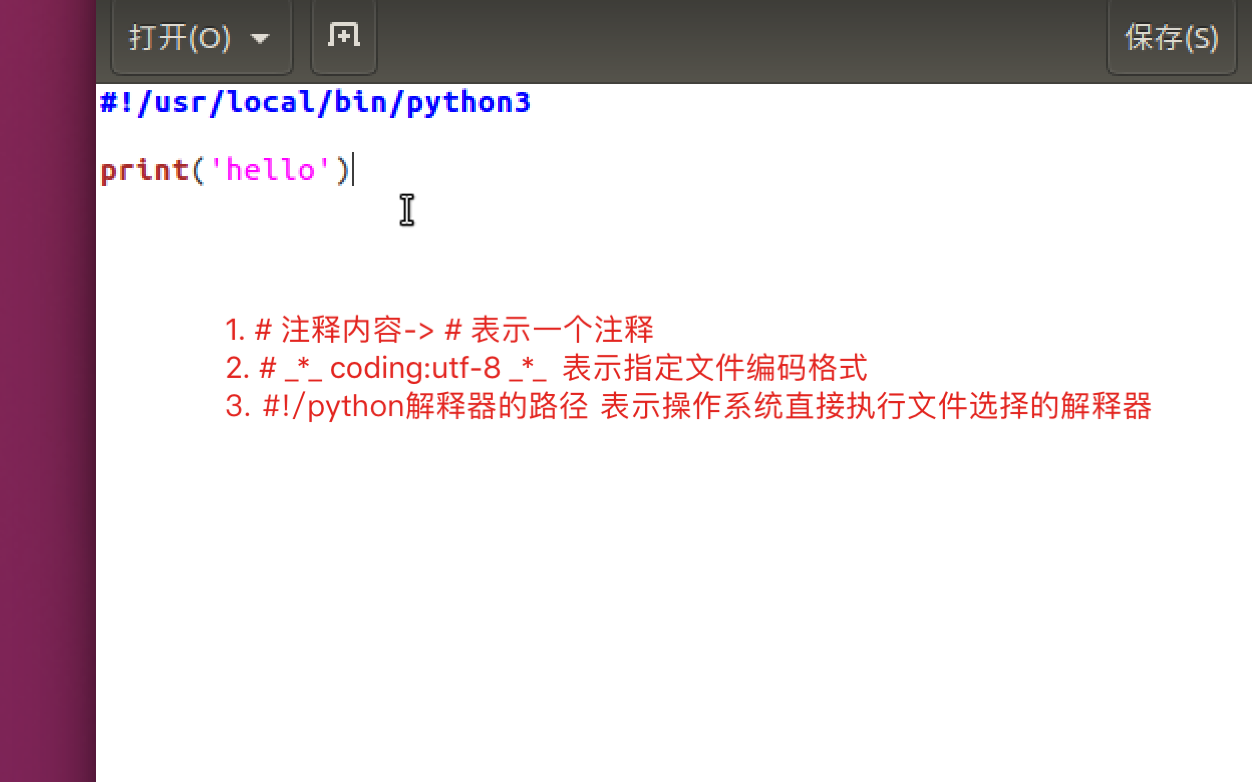 打开(O) 保存(S)
#!/usr/local/bin/python3
print('hello')
1. # 注释内容-> # 表示一个注释
2. # _*_ coding:utf-8 _*_ 表示指定文件编码格式
3. #!/python解释器的路径 表示操作系统直接执行文件选择的解释器